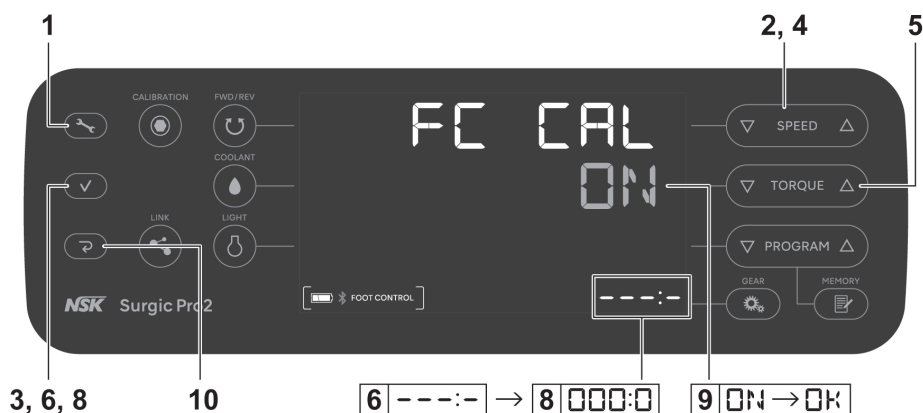 1
2, 4
5
CALIBRATION
FWD/REV
FC CAL
SPEED
COOLANT
ON
TORQUE
LINK
LIGHT
PROGRAM
GEAR
MEMORY
NSK Surgic Pro2
FOOT CONTROL
---:-
3, 6, 8
10
6 ---:- → 8 000:0
9 ON → OK